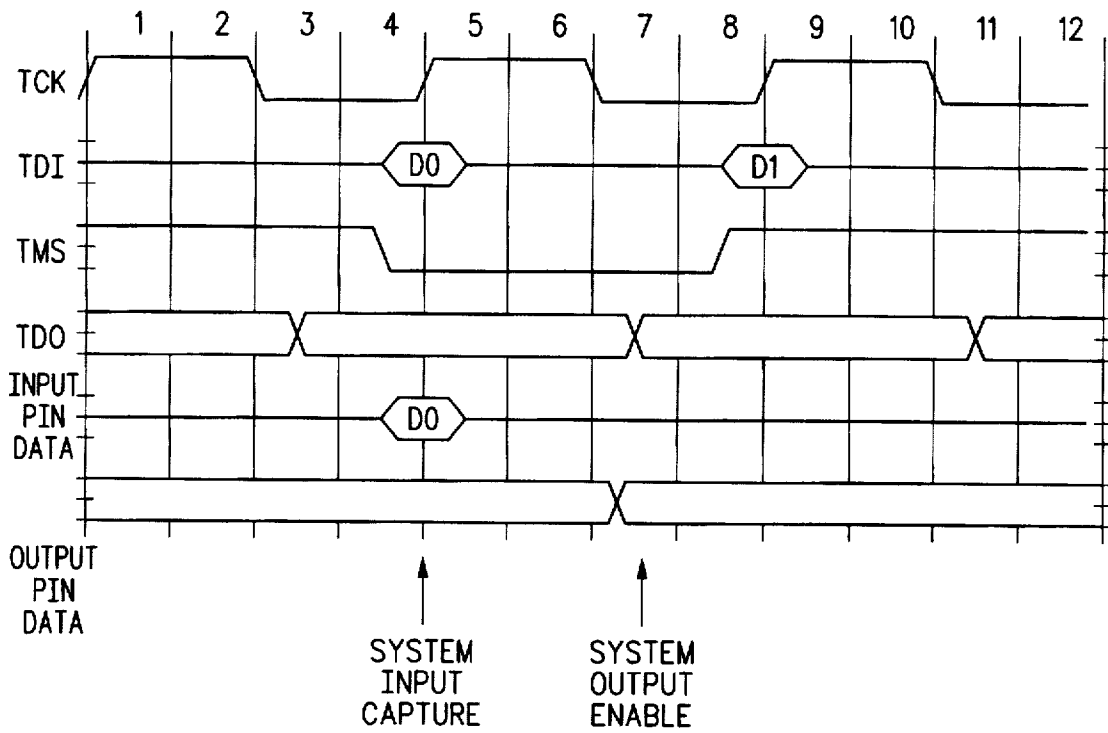 1 2 3 4 5 6 7 8 9 10 11 12
TCK
TDI D0 D1
TMS
TDO
INPUT
PIN D0
DATA
OUTPUT
PIN
DATA
SYSTEM
INPUT
CAPTURE
SYSTEM
OUTPUT
ENABLE